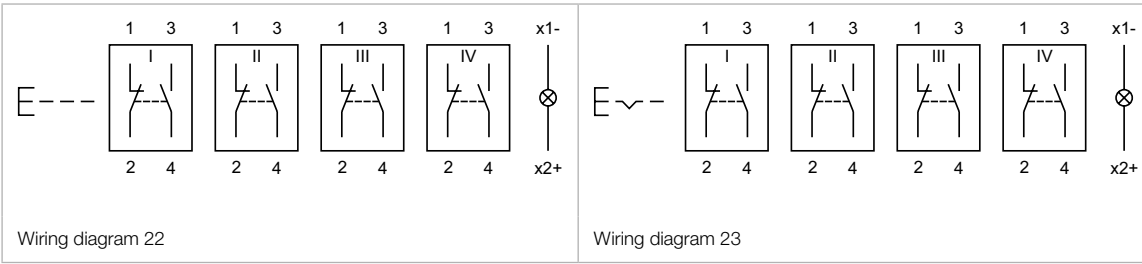 1 3 1 3 1 3 1 3 x1-
I II III IV
2 4 2 4 2 4 2 4 x2+
Wiring diagram 22
1 3 1 3 1 3 1 3 x1-
I II III IV
2 4 2 4 2 4 2 4 x2+
Wiring diagram 23